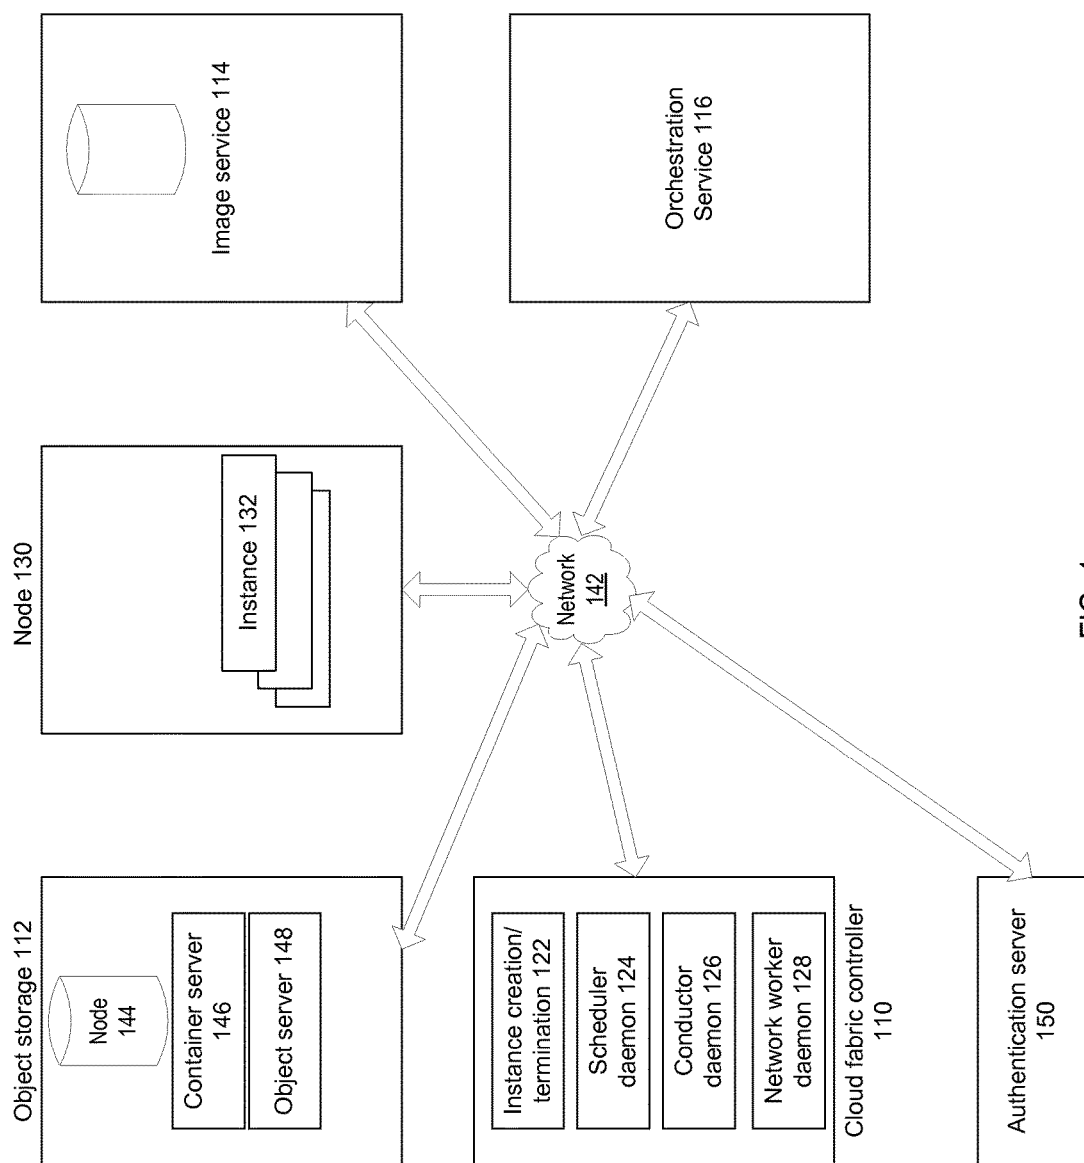 Object storage 112
Node
144
Container server
146
Object server 148
Node 130
Instance 132
Image service 114
Network
142
Instance creation/
termination 122
Scheduler
daemon 124
Conductor
daemon 126
Network worker
daemon 128
Cloud fabric controller
110
Orchestration
Service 116
Authentication server
150
FIG.